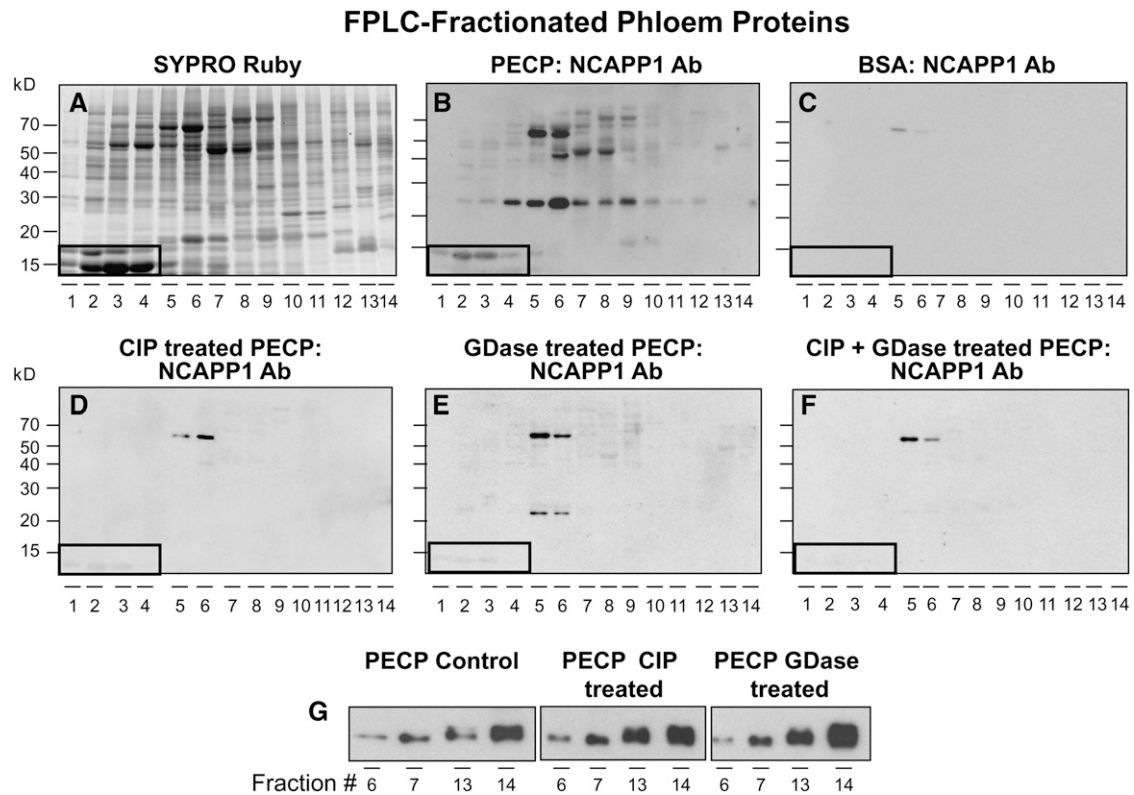 FPLC-Fractionated Phloem Proteins
SYPRO Ruby
PECP: NCAPP1 Ab
BSA: NCAPP1 Ab
kD
A
B
C
70
50
40
30
20
15
1 2 3 4 5 6 7 8 9 10 11 12 13 14
1 2 3 4 5 6 7 8 9 10 11 12 13 14
1 2 3 4 5 6 7 8 9 10 11 12 13 14
CIP treated PECP:
NCAPP1 Ab
GDase treated PECP:
NCAPP1 Ab
CIP + GDase treated PECP:
NCAPP1 Ab
kD
D
E
F
70
50
40
30
20
15
1 2 3 4 5 6 7 8 9 10 11 12 13 14
1 2 3 4 5 6 7 8 9 10 11 12 13 14
1 2 3 4 5 6 7 8 9 10 11 12 13 14
PECP Control
PECP CIP
treated
PECP GDase
treated
G
Fraction # 6 7 13 14 6 7 13 14 6 7 13 14